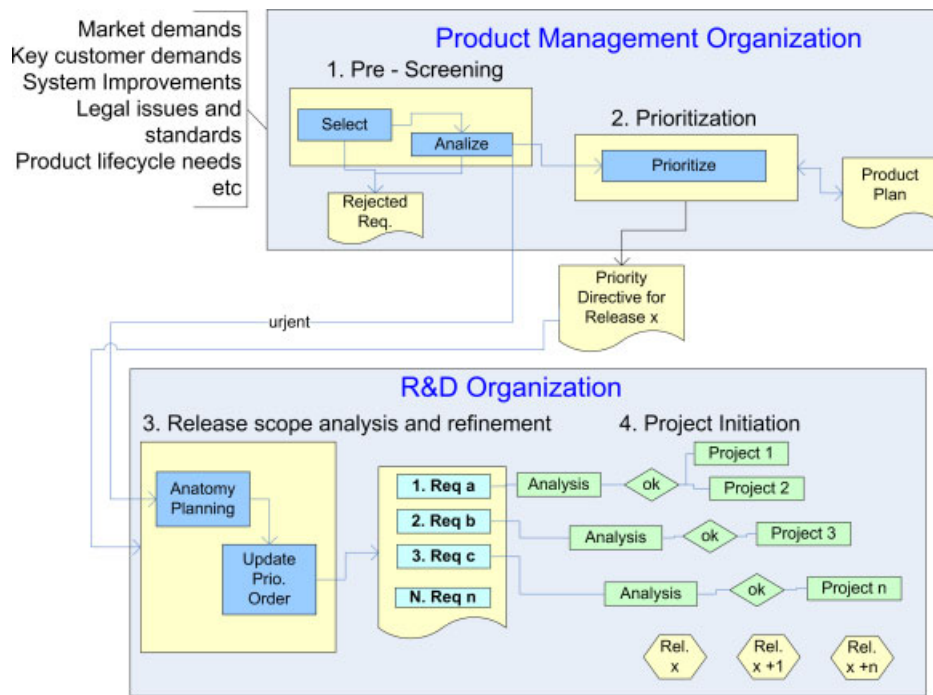 Market demands
Key customer demands
System Improvements
Legal issues and
standards
Product lifecycle needs
etc
Product Management Organization
1. Pre - Screening
Select
Analize
Rejected
Req.
2. Prioritization
Prioritize
Product
Plan
Priority
Directive for
Release x
urjent
R&D Organization
3. Release scope analysis and refinement
Anatomy
Planning
Update
Prio.
Order
1. Req a
2. Req b
3. Req c
N. Req n
4. Project Initiation
Analysis
ok
Project 1
Project 2
Analysis
ok
Project 3
Analysis
ok
Project n
Rel.
x
Rel.
x +1
Rel.
x +n